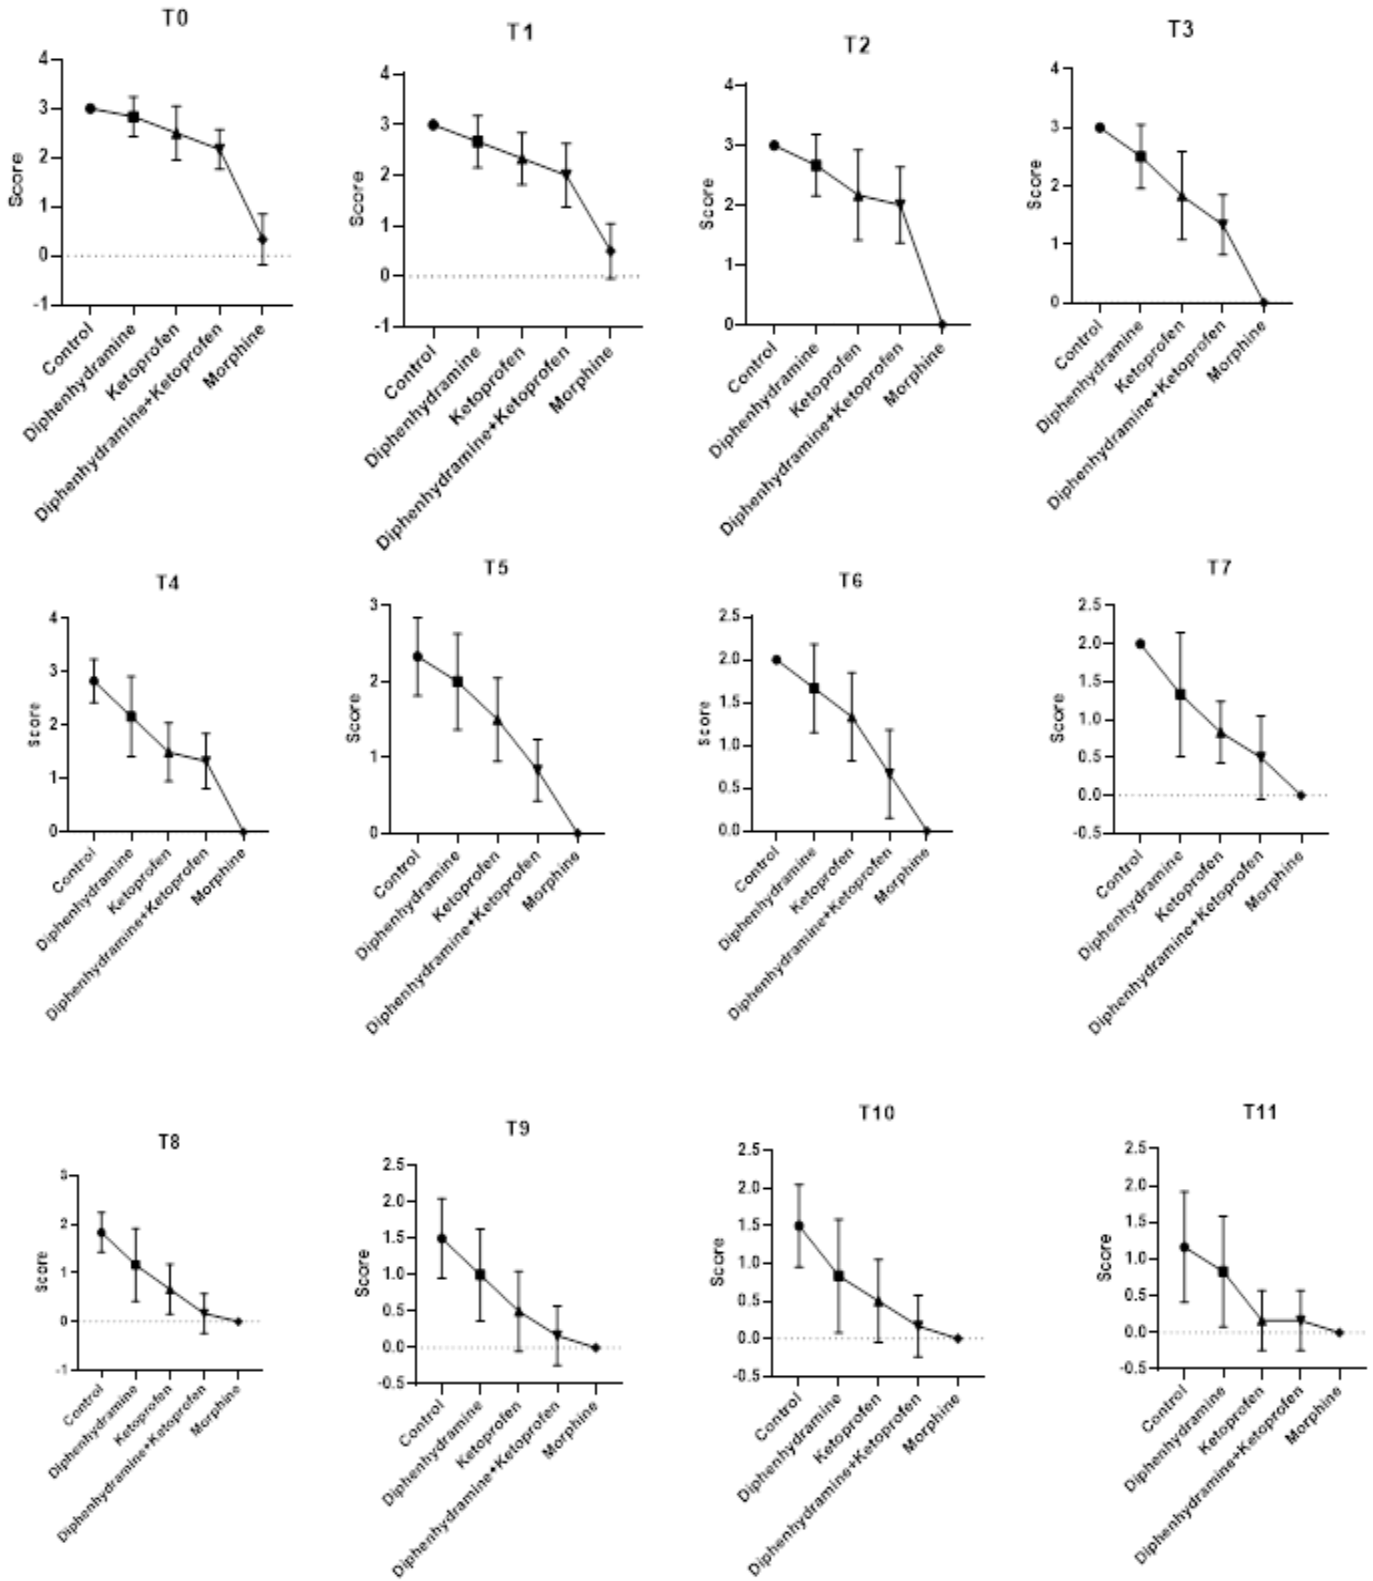 T0
4
3
2
1
0
-1
Score
Control
Diphenhydramine
Ketoprofen
Diphenhydramine+Ketoprofen
Morphine
T1
4
3
2
1
0
-1
Score
Control
Diphenhydramine
Ketoprofen
Diphenhydramine+Ketoprofen
Morphine
T2
4
3
2
1
0
Score
Control
Diphenhydramine
Ketoprofen
Diphenhydramine+Ketoprofen
Morphine
T3
4
3
2
1
0
Score
Control
Diphenhydramine
Ketoprofen
Diphenhydramine+Ketoprofen
Morphine
T4
4
3
2
1
0
Score
Control
Diphenhydramine
Ketoprofen
Diphenhydramine+Ketoprofen
Morphine
T5
3
2
1
0
Score
Control
Diphenhydramine
Ketoprofen
Diphenhydramine+Ketoprofen
Morphine
T6
2.5
2.0
1.5
1.0
0.5
0.0
Score
Control
Diphenhydramine
Ketoprofen
Diphenhydramine+Ketoprofen
Morphine
T7
2.5
2.0
1.5
1.0
0.5
0.0
-0.5
Score
Control
Diphenhydramine
Ketoprofen
Diphenhydramine+Ketoprofen
Morphine
T8
3
2
1
0
-1
Score
Control
Diphenhydramine
Ketoprofen
Diphenhydramine+Ketoprofen
Morphine
T9
2.5
2.0
1.5
1.0
0.5
0.0
-0.5
Score
Control
Diphenhydramine
Ketoprofen
Diphenhydramine+Ketoprofen
Morphine
T10
2.5
2.0
1.5
1.0
0.5
0.0
-0.5
Score
Control
Diphenhydramine
Ketoprofen
Diphenhydramine+Ketoprofen
Morphine
T11
2.5
2.0
1.5
1.0
0.5
0.0
-0.5
Score
Control
Diphenhydramine
Ketoprofen
Diphenhydramine+Ketoprofen
Morphine